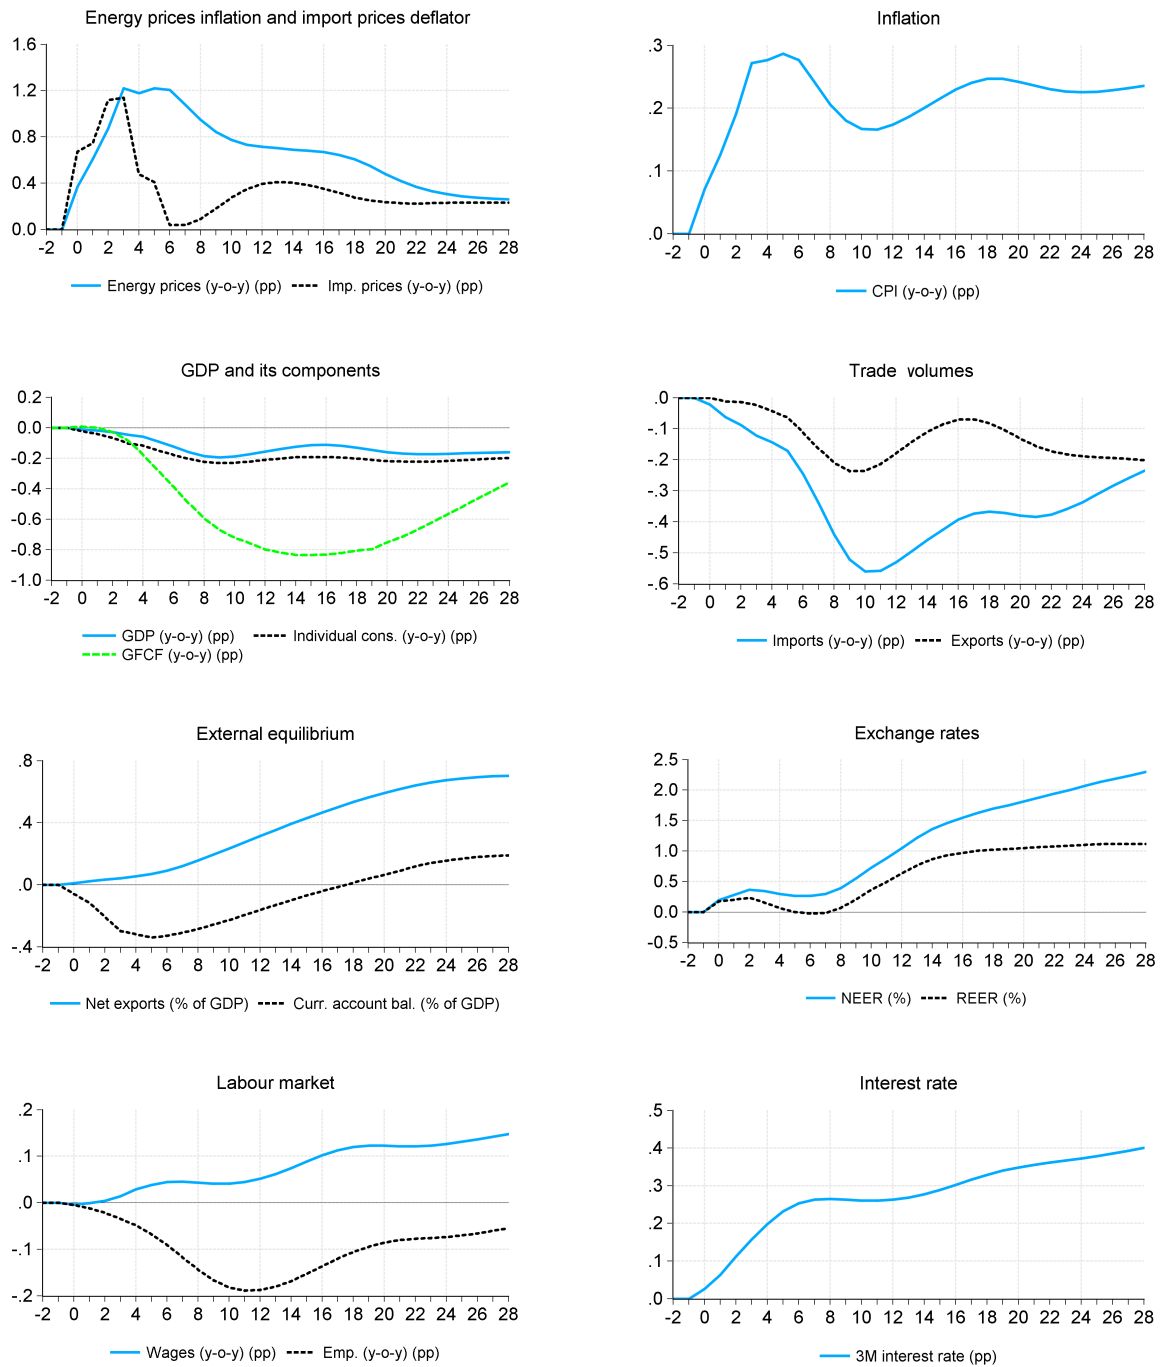 Energy prices inflation and import prices deflator
1.6
1.2
0.8
0.4
0.0
-2 0 2 4 6 8 10 12 14 16 18 20 22 24 26 28
Energy prices (y-o-y) (pp) Imp. prices (y-o-y) (pp)
Inflation
.3
.2
.1
.0
-2 0 2 4 6 8 10 12 14 16 18 20 22 24 26 28
CPI (y-o-y) (pp)
GDP and its components
0.2
0.0
-0.2
-0.4
-0.6
-0.8
-1.0
-2 0 2 4 6 8 10 12 14 16 18 20 22 24 26 28
GDP (y-o-y) (pp) Individual cons. (y-o-y) (pp)
GFCF (y-o-y) (pp)
Trade volumes
.0
-.1
-.2
-.3
-.4
-.5
-.6
-2 0 2 4 6 8 10 12 14 16 18 20 22 24 26 28
Imports (y-o-y) (pp) Exports (y-o-y) (pp)
External equilibrium
.8
.4
.0
-.4
-2 0 2 4 6 8 10 12 14 16 18 20 22 24 26 28
Net exports (% of GDP) Curr. account bal. (% of GDP)
Exchange rates
2.5
2.0
1.5
1.0
0.5
0.0
-0.5
-2 0 2 4 6 8 10 12 14 16 18 20 22 24 26 28
NEER (%) REER (%)
Labour market
.2
.1
.0
-.1
-.2
-2 0 2 4 6 8 10 12 14 16 18 20 22 24 26 28
Wages (y-o-y) (pp) Emp. (y-o-y) (pp)
Interest rate
.5
.4
.3
.2
.1
.0
-2 0 2 4 6 8 10 12 14 16 18 20 22 24 26 28
3M interest rate (pp)